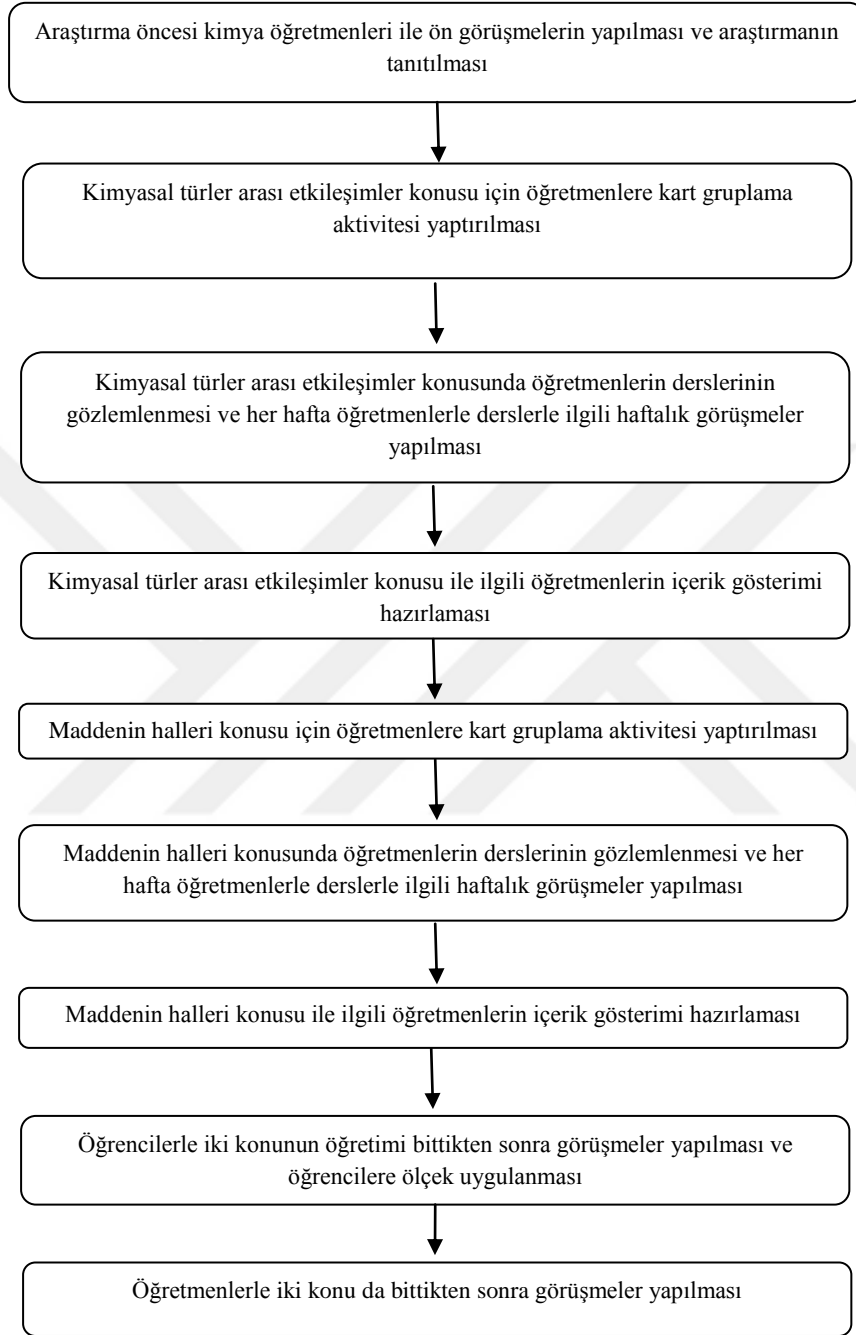 Araştırma öncesi kimya öğretmenleri ile ön görüşmelerin yapılması ve araştırmanın
tanıtılması
Kimyasal türler arası etkileşimler konusu için öğretmenlere kart gruplama
aktivitesi yaptırılması
Kimyasal türler arası etkileşimler konusunda öğretmenlerin derslerinin
gözlemlenmesi ve her hafta öğretmenlerle derslerle ilgili haftalık görüşmeler
yapılması
Kimyasal türler arası etkileşimler konusu ile ilgili öğretmenlerin içerik gösterimi
hazırlaması
Maddenin halleri konusu için öğretmenlere kart gruplama aktivitesi yaptırılması
Maddenin halleri konusunda öğretmenlerin derslerinin gözlemlenmesi ve her
hafta öğretmenlerle derslerle ilgili haftalık görüşmeler yapılması
Maddenin halleri konusu ile ilgili öğretmenlerin içerik gösterimi hazırlaması
Öğrencilerle iki konunun öğretimi bittikten sonra görüşmeler yapılması ve
öğrencilere ölçek uygulanması
Öğretmenlerle iki konu da bittikten sonra görüşmeler yapılması